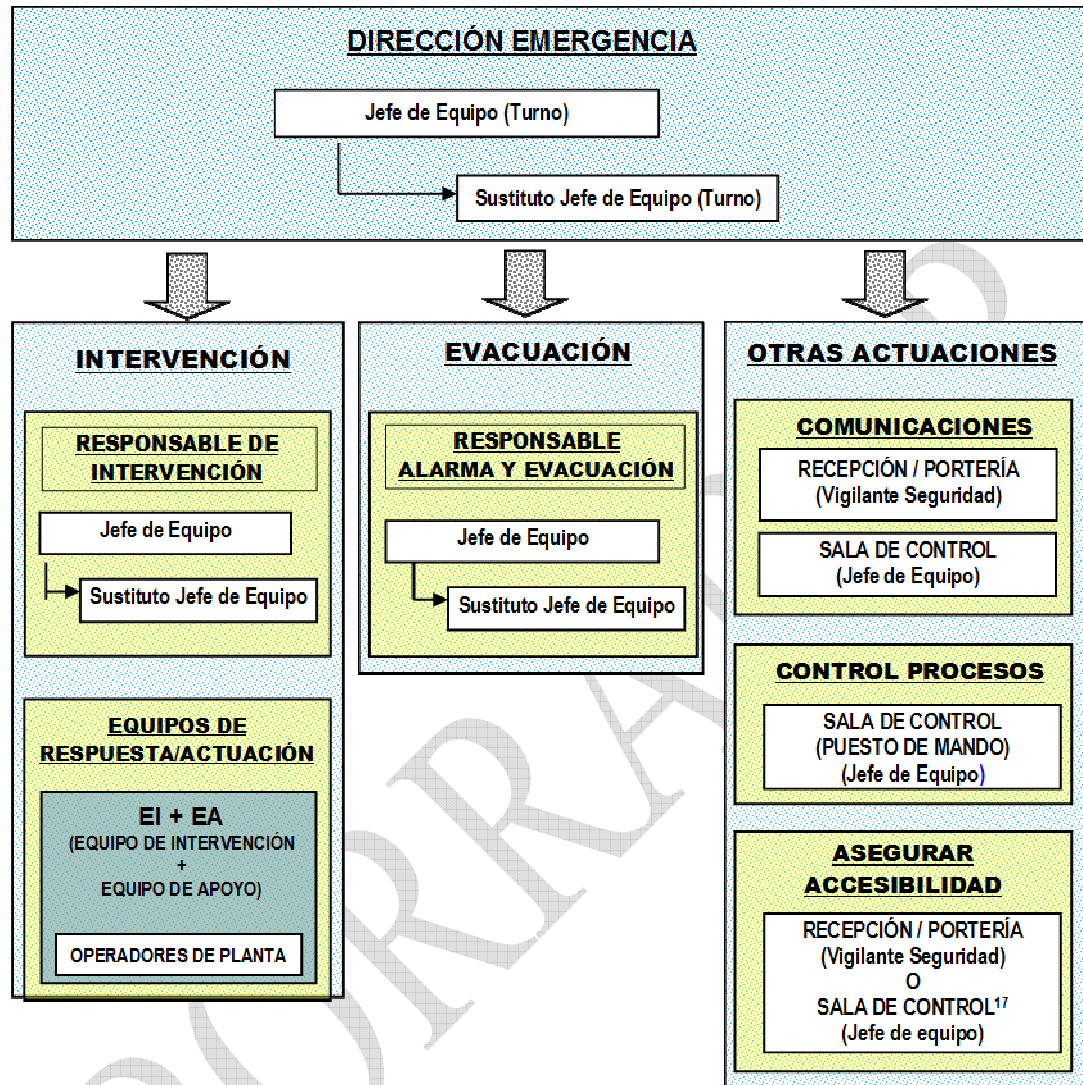 DIRECCIÓN EMERGENCIA
Jefe de Equipo (Turno)
Sustituto Jefe de Equipo (Turno)
INTERVENCIÓN
RESPONSABLE DE
INTERVENCIÓN
Jefe de Equipo
Sustituto Jefe de Equipo
EQUIPOS DE
RESPUESTA/ACTUACIÓN
EI + EA
(EQUIPO DE INTERVENCIÓN
+
EQUIPO DE APOYO)
OPERADORES DE PLANTA
EVACUACIÓN
RESPONSABLE
ALARMA Y EVACUACIÓN
Jefe de Equipo
Sustituto Jefe de Equipo
OTRAS ACTUACIONES
COMUNICACIONES
RECEPCIÓN / PORTERÍA
(Vigilante Seguridad)
SALA DE CONTROL
(Jefe de Equipo)
CONTROL PROCESOS
SALA DE CONTROL
(PUESTO DE MANDO)
(Jefe de Equipo)
ASEGURAR
ACCESIBILIDAD
RECEPCIÓN / PORTERÍA
(Vigilante Seguridad)
O
SALA DE CONTROL¹⁷
(Jefe de equipo)